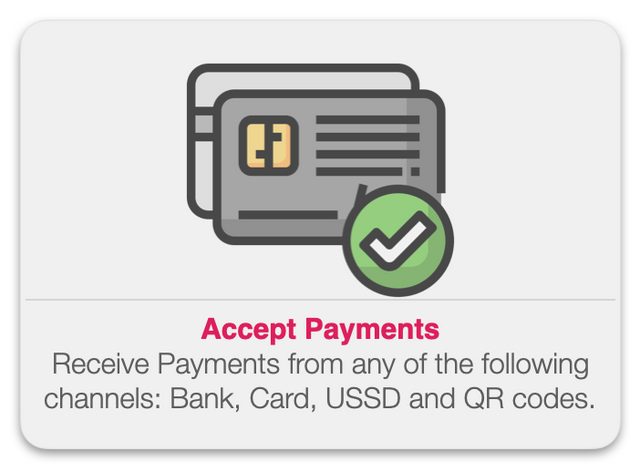 Accept Payments
Receive Payments from any of the following
channels: Bank, Card, USSD and QR codes.